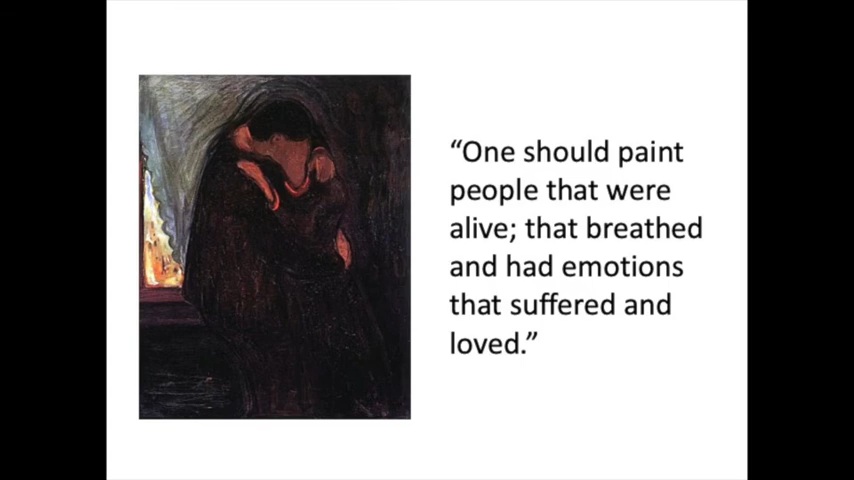 “One should paint
people that were
alive; that breathed
and had emotions
that suffered and
loved.”